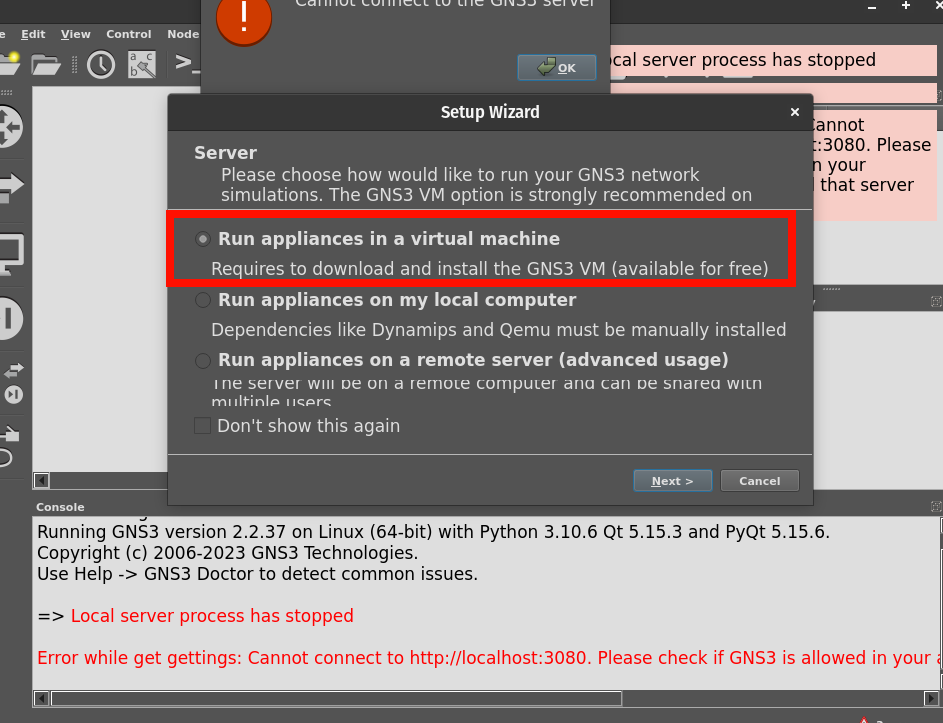 Cannot connect to the GNS3 server
OK
Edit View Control Node
local server process has stopped
Setup Wizard
Cannot
:3080. Please
in your
that server
Server
Please choose how would like to run your GNS3 network
simulations. The GNS3 VM option is strongly recommended on
Run appliances in a virtual machine
Requires to download and install the GNS3 VM (available for free)
Run appliances on my local computer
Dependencies like Dynamips and Qemu must be manually installed
Run appliances on a remote server (advanced usage)
The server will be on a remote computer and can be shared with
multiple users
Don't show this again
Next > Cancel
Console
Running GNS3 version 2.2.37 on Linux (64-bit) with Python 3.10.6 Qt 5.15.3 and PyQt 5.15.6.
Copyright (c) 2006-2023 GNS3 Technologies.
Use Help -> GNS3 Doctor to detect common issues.
=> Local server process has stopped
Error while get gettings: Cannot connect to http://localhost:3080. Please check if GNS3 is allowed in your